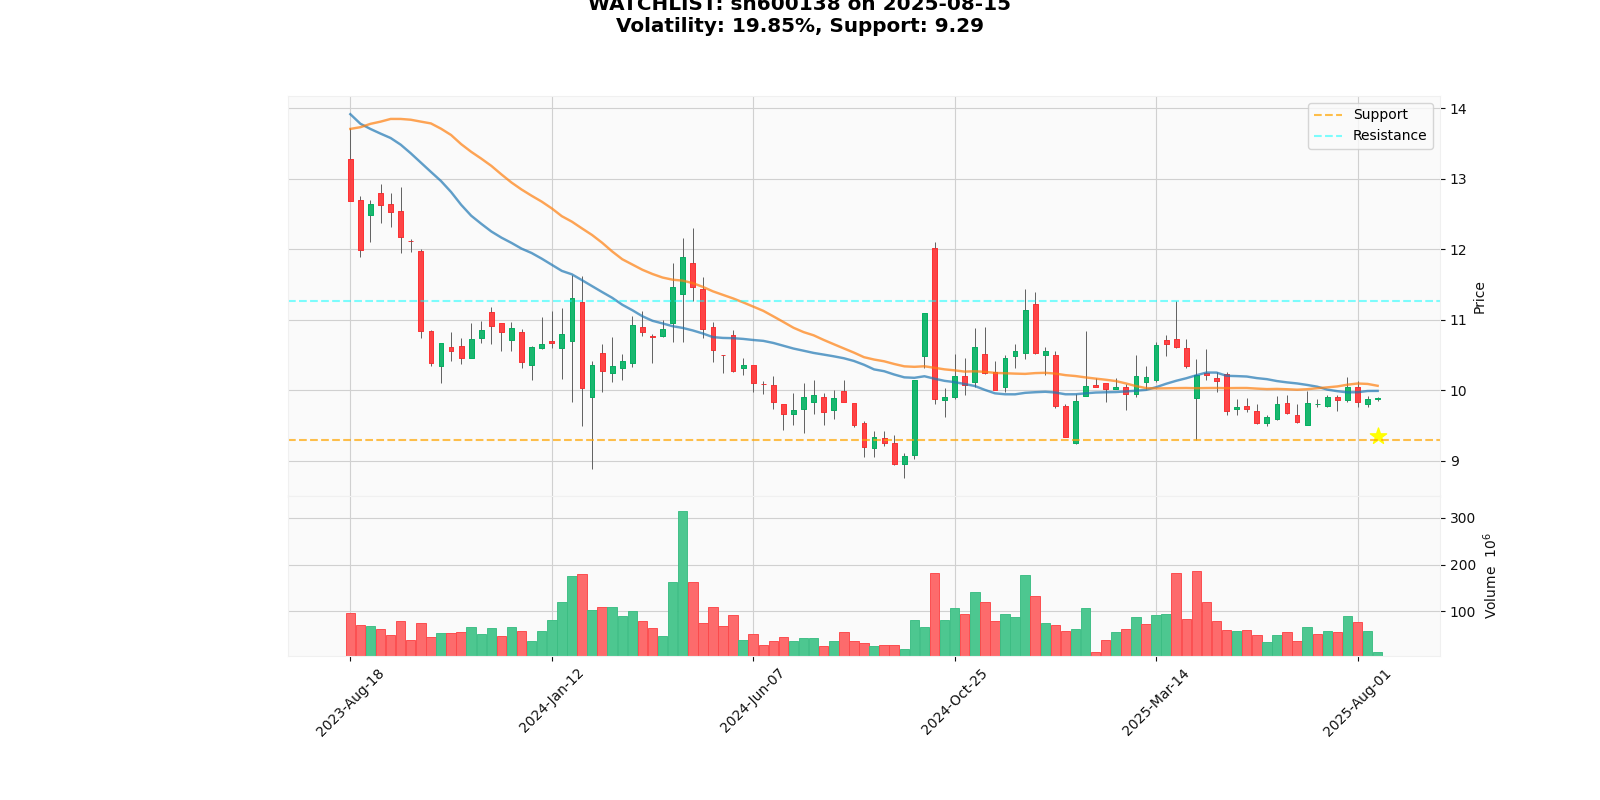 WATCHLIST: sh600138 on 2025-08-15
Volatility: 19.85%, Support: 9.29
Support
Resistance
14
13
12
11
10
9
Price
300
200
100
Volume 10^6
2023-Aug-18
2024-Jan-12
2024-Jun-07
2024-Oct-25
2025-Mar-14
2025-Aug-01